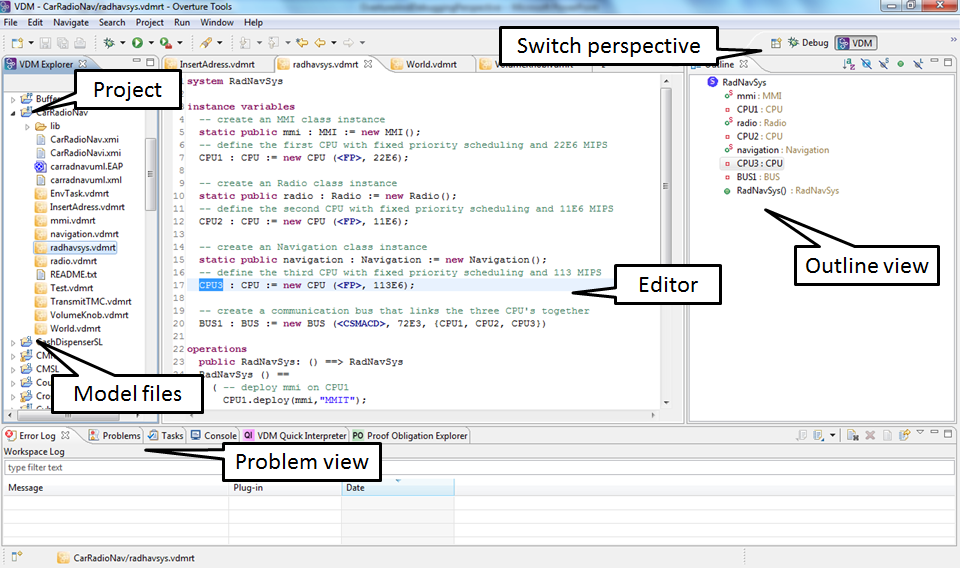 VDM - CarRadioNav/radhavsys.vdmrt - Overture Tools
File Edit Navigate Search Project Run Window Help
Switch perspective
Debug
VDM
VDM Explorer
InsertAdress.vdmrt
radhavsys.vdmrt
World.vdmrt
VolumeKnob.vdmrt
Outline
Project
Buffe
CarRadioNav
lib
CarRadioNav.xmi
CarRadioNavi.xmi
carradnavuml.EAP
carradnavuml.xml
EnvTask.vdmrt
InsertAdress.vdmrt
mmi.vdmrt
navigation.vdmrt
radhavsys.vdmrt
radio.vdmrt
README.txt
Test.vdmrt
TransmitTMC.vdmrt
VolumeKnob.vdmrt
World.vdmrt
CashDispenserSL
CM
CMSL
Cou
Cro
Model files
system RadNavSys
instance variables
4 -- create an MMI class instance
5 static public mmi : MMI := new MMI();
6 -- define the first CPU with fixed priority scheduling and 22E6 MIPS
7 CPU1 : CPU := new CPU (<FP>, 22E6);
8
9 -- create an Radio class instance
10 static public radio : Radio := new Radio();
11 -- define the second CPU with fixed priority scheduling and 11E6 MIPS
12 CPU2 : CPU := new CPU (<FP>, 11E6);
13
14 -- create an Navigation class instance
15 static public navigation : Navigation := new Navigation();
16 -- define the third CPU with fixed priority scheduling and 113 MIPS
17 CPU3 : CPU := new CPU (<FP>, 113E6);
18
19 -- create a communication bus that links the three CPU's together
20 BUS1 : BUS := new BUS (<CSMACD>, 72E3, {CPU1, CPU2, CPU3})
21
22 operations
23 public RadNavSys: () ==> RadNavSys
RadNavSys () ==
( -- deploy mmi on CPU1
CPU1.deploy(mmi,"MMIT");
Editor
RadNavSys
mmi : MMI
CPU1 : CPU
radio : Radio
CPU2 : CPU
navigation : Navigation
CPU3 : CPU
BUS1 : BUS
RadNavSys() : RadNavSys
Outline view
Error Log
Problems
Tasks
Console
VDM Quick Interpreter
PO Proof Obligation Explorer
Workspace Log
Problem view
type filter text
Message Plug-in Date
CarRadioNav/radhavsys.vdmrt